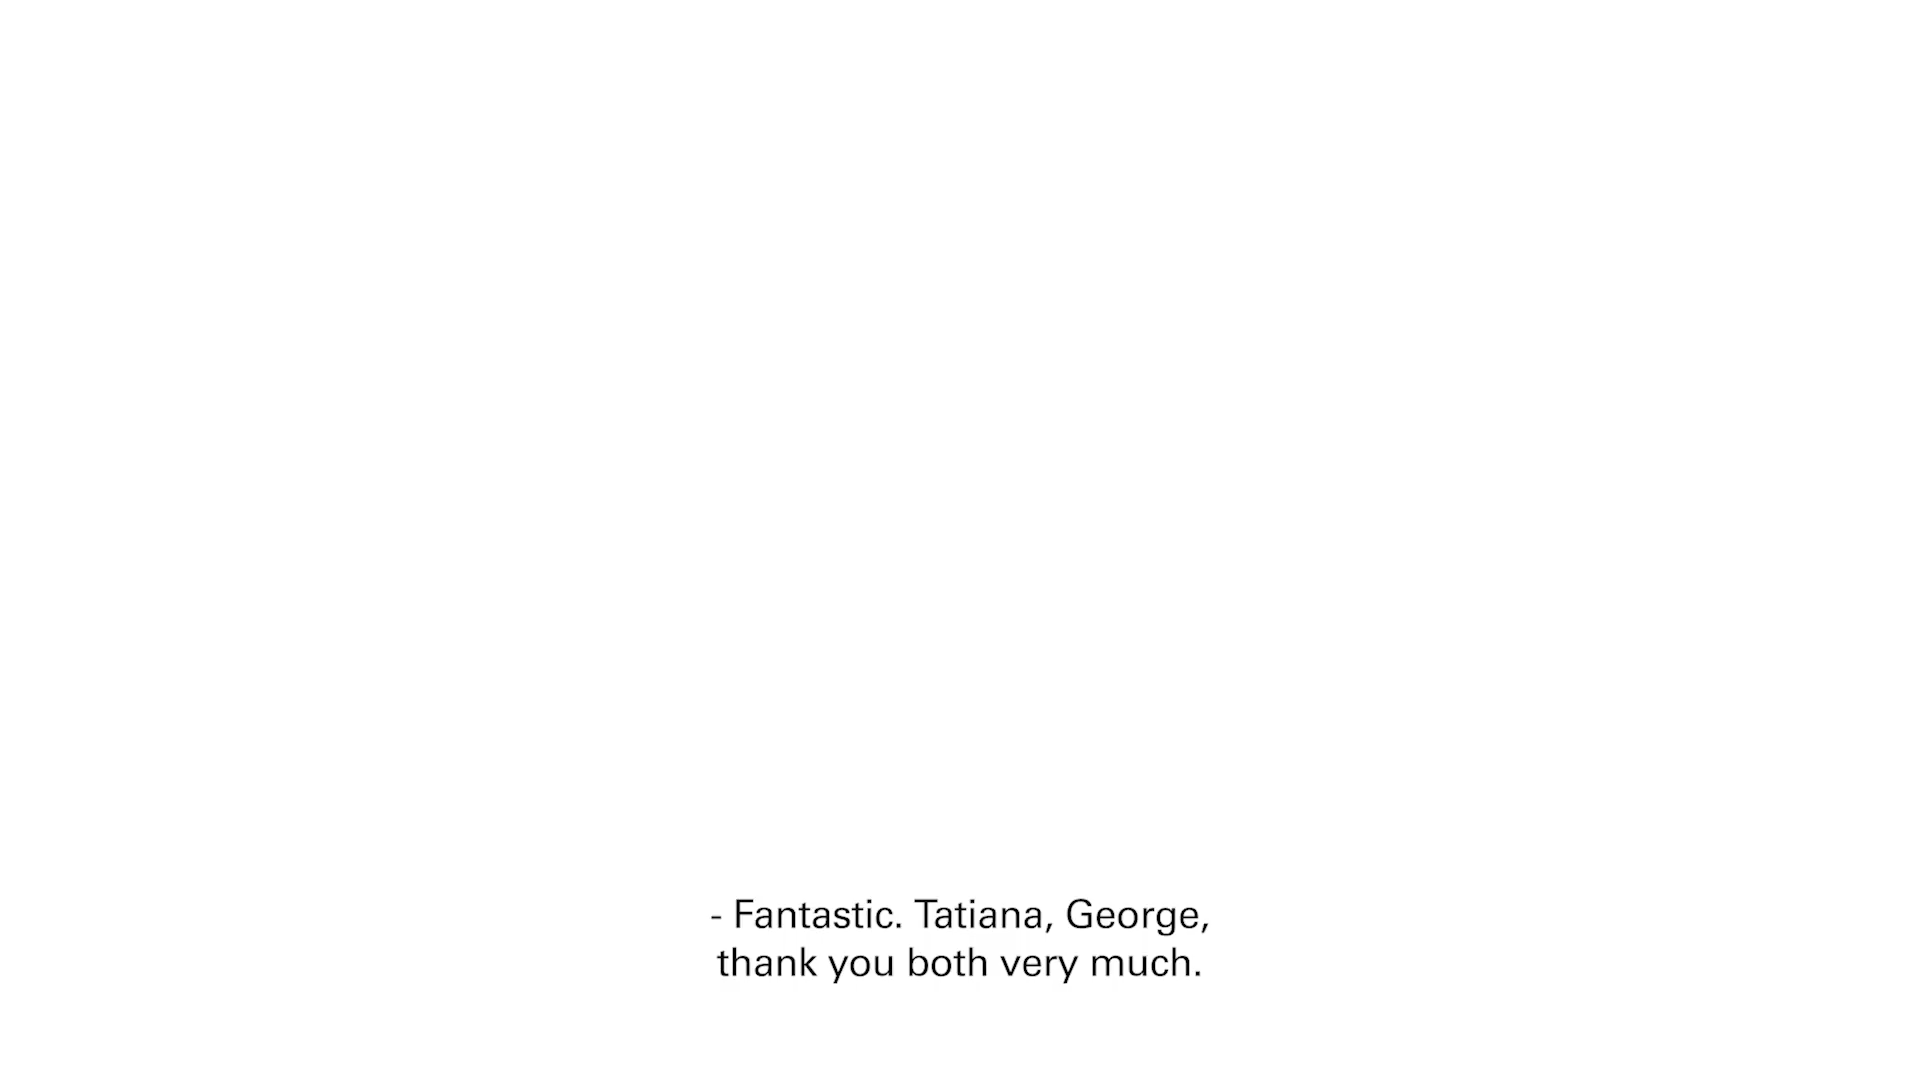 - Fantastic. Tatiana, George,
thank you both very much.